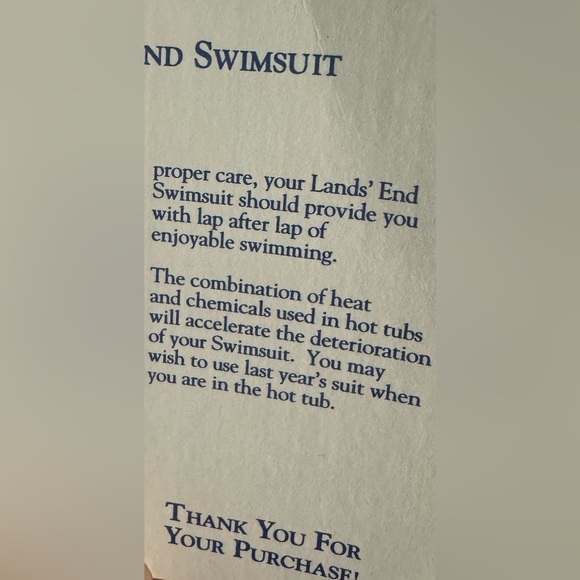 ND SWIMSUIT
proper care, your Lands' End
Swimsuit should provide you
with lap after lap of
enjoyable swimming.
The combination of heat
and chemicals used in hot tubs
will accelerate the deterioration
of your Swimsuit. You may
wish to use last year's suit when
you are in the hot tub.
THANK YOU FOR
YOUR PURCHASE!